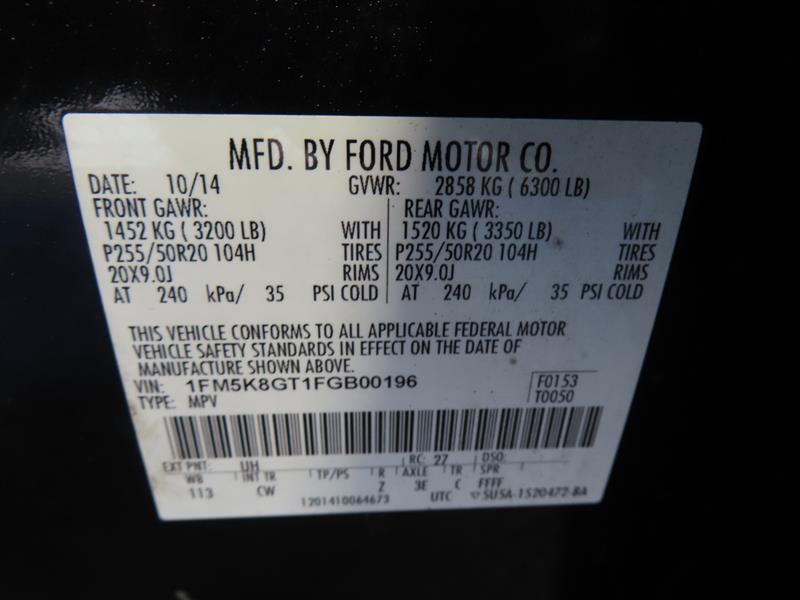 MFD. BY FORD MOTOR CO.
DATE: 10/14 GVWR: 2858 KG ( 6300 LB)
FRONT GAWR: REAR GAWR:
1452 KG ( 3200 LB) WITH 1520 KG ( 3350 LB) WITH
P255/50R20 104H TIRES P255/50R20 104H TIRES
20X9.0J RIMS 20X9.0J RIMS
AT 240 kPa/ 35 PSI COLD AT 240 kPa/ 35 PSI COLD
THIS VEHICLE CONFORMS TO ALL APPLICABLE FEDERAL MOTOR
VEHICLE SAFETY STANDARDS IN EFFECT ON THE DATE OF
MANUFACTURE SHOWN ABOVE.
VIN: 1FM5K8GT1FGB00196 F0153
TYPE: MPV T0050
EXT PNT: UH RC: 27 DSO:
WB INT TR TP/PS R AXLE TR SPR
113 CW Z 3E C FFFF
1201410064673 UTC SU5A-1520472-BA